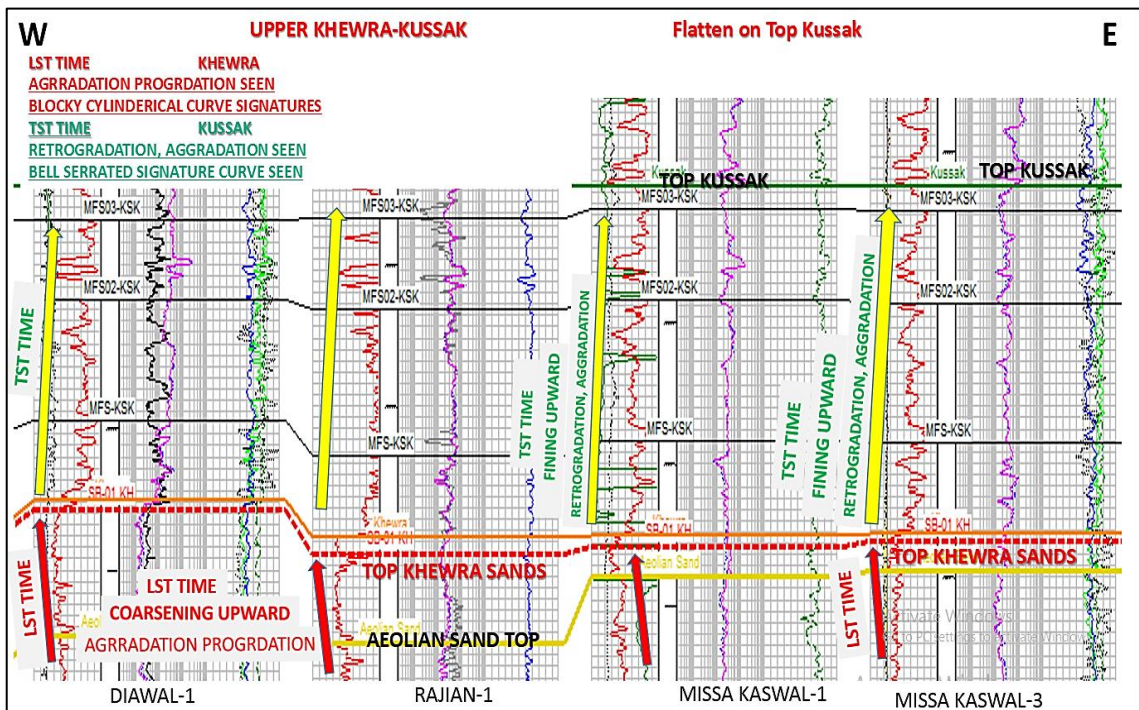 W
UPPER KHEWRA-KUSSAK
Flatten on Top Kussak
E
LST TIME KHEWRA
AGRRADATION PROGRDATION SEEN
BLOCKY CYLINDERICAL CURVE SIGNATURES
TST TIME KUSSAK
RETROGRADATION, AGGRADATION SEEN
BELL SERRATED SIGNATURE CURVE SEEN
TOP KUSSAK
Kussak
TOP KUSSAK
MFS03-KSK
MFS03-KSK
MFS03-KSK
MFS03-KSK
MFS02-KSK
MFS02-KSK
MFS02-KSK
MFS02-KSK
MFS-KSK
MFS-KSK
MFS-KSK
MFS-KSK
TST TIME
TST TIME
FINING UPWARD
RETROGRADATION, AGGRADATION
TST TIME
FINING UPWARD
RETROGRADATION, AGGRADATION
SB-01 KH
Khewra
SB-01 KH
SB-01 KH
SB-01 KH
TOP KHEWRA SANDS
TOP KHEWRA SANDS
Aeolian Sand
LST TIME
LST TIME
COARSENING UPWARD
AGRRADATION PROGRDATION
Aeolian Sand
AEOLIAN SAND TOP
LST TIME
DIAWAL-1
RAJIAN-1
MISSA KASWAL-1
MISSA KASWAL-3